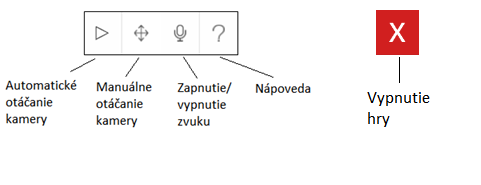 ?
X
Automatické
otáčanie
kamery
Manuálne
otáčanie
kamery
Zapnutie/
vypnutie
zvuku
Nápoveda
Vypnutie
hry